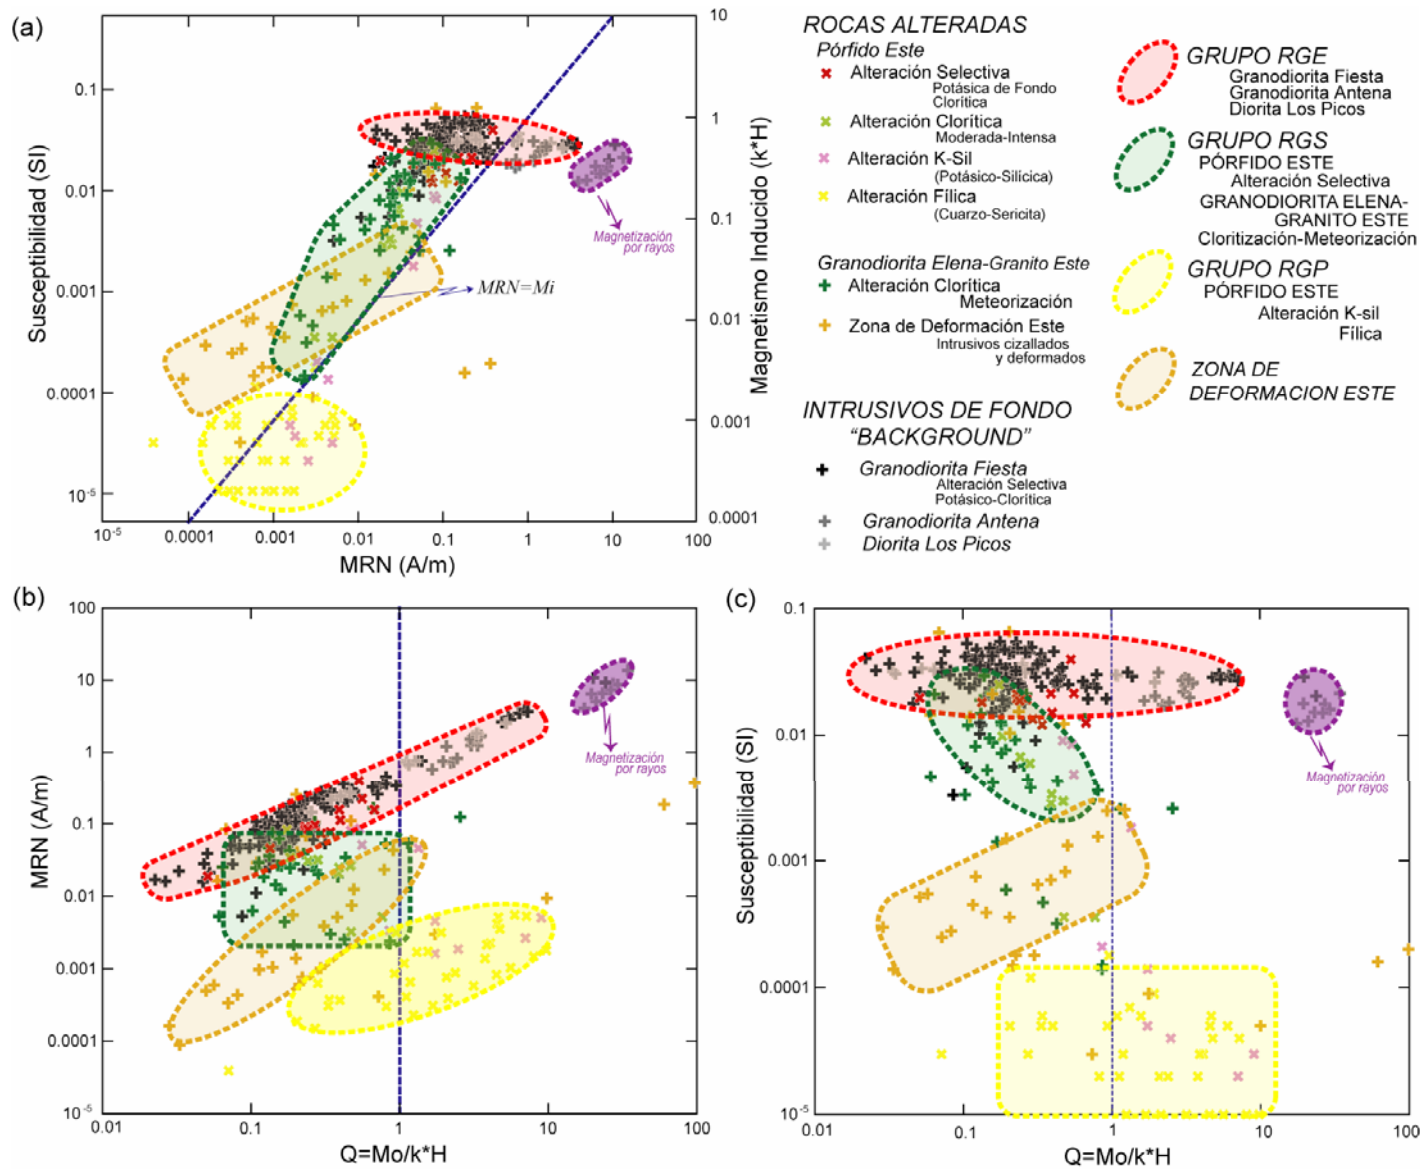 (a)
Susceptibilidad (SI)
0.1
0.01
0.001
0.0001
10-5
10-5
0.0001
0.001
0.01
0.1
1
10
100
MRN (A/m)
10
1
0.1
0.01
0.001
0.0001
Magnetismo Inducido (k*H)
Magnetización
por rayos
MRN=Mi
ROCAS ALTERADAS
Pórfido Este
Alteración Selectiva
Potásica de Fondo
Clorítica
Alteración Clorítica
Moderada-Intensa
Alteración K-Sil
(Potásico-Silicica)
Alteración Fílica
(Cuarzo-Sericita)
Granodiorita Elena-Granito Este
Alteración Clorítica
Meteorización
Zona de Deformación Este
Intrusivos cizallados
y deformados
INTRUSIVOS DE FONDO
“BACKGROUND”
Granodiorita Fiesta
Alteración Selectiva
Potásico-Clorítica
Granodiorita Antena
Diorita Los Picos
GRUPO RGE
Granodiorita Fiesta
Granodiorita Antena
Diorita Los Picos
GRUPO RGS
PÓRFIDO ESTE
Alteración Selectiva
GRANODIORITA ELENA-
GRANITO ESTE
Cloritización-Meteorización
GRUPO RGP
PÓRFIDO ESTE
Alteración K-sil
Fílica
ZONA DE
DEFORMACION ESTE
(b)
MRN (A/m)
100
10
1
0.1
0.01
0.001
0.0001
10-5
0.01
0.1
1
10
100
Q=Mo/k*H
Magnetización
por rayos
(c)
Susceptibilidad (SI)
0.1
0.01
0.001
0.0001
10-5
0.01
0.1
1
10
100
Q=Mo/k*H
Magnetización
por rayos